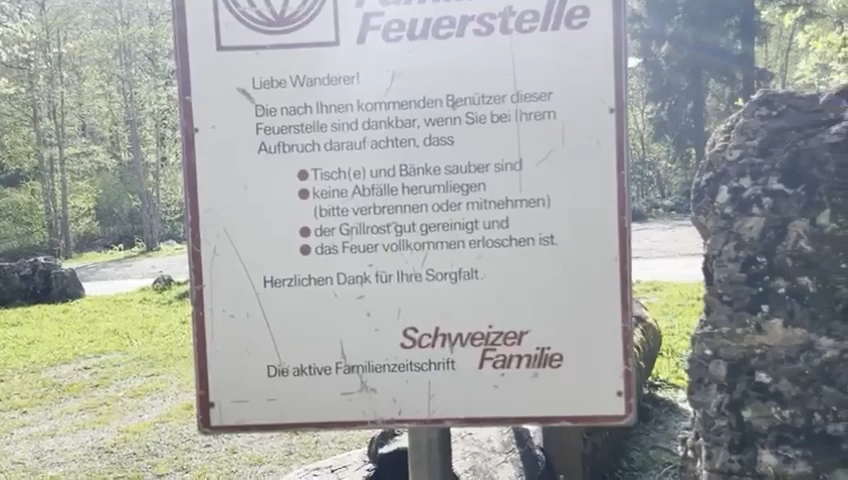 Feuerstelle
Liebe Wanderer!
Die nach Ihnen kommenden Benützer dieser
Feuerstelle sind dankbar, wenn Sie bei Ihrem
Aufbruch darauf achten, dass
● Tisch(e) und Bänke sauber sind
● keine Abfälle herumliegen
(bitte verbrennen oder mitnehmen)
● der Grillrost gut gereinigt und
● das Feuer vollkommen erloschen ist.
Herzlichen Dank für Ihre Sorgfalt.
Schweizer
Die aktive Familienzeitschrift Familie